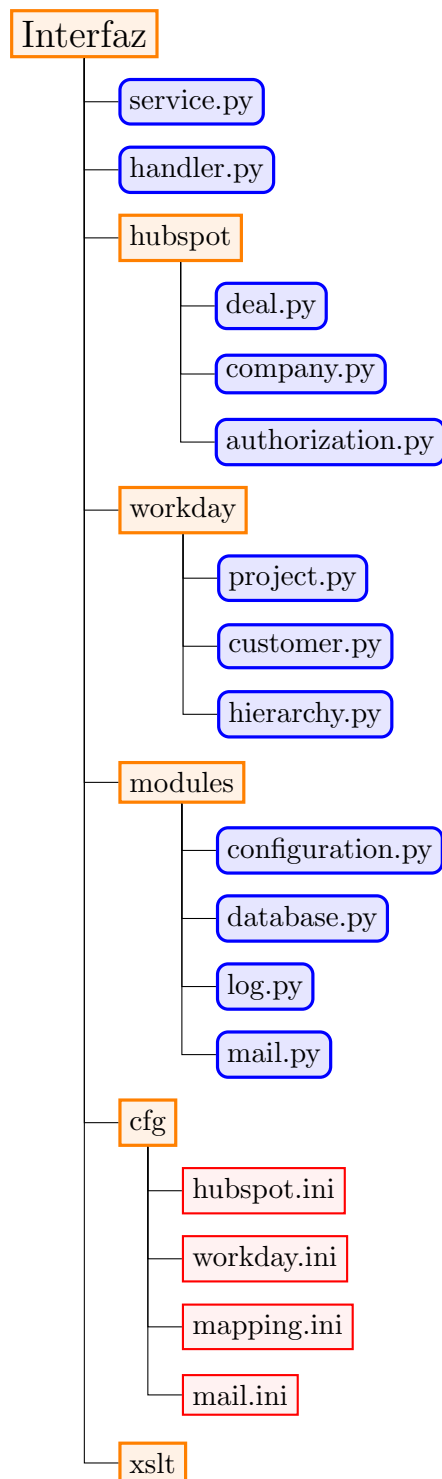 Interfaz
service.py
handler.py
hubspot
deal.py
company.py
authorization.py
workday
project.py
customer.py
hierarchy.py
modules
configuration.py
database.py
log.py
mail.py
cfg
hubspot.ini
workday.ini
mapping.ini
mail.ini
xslt